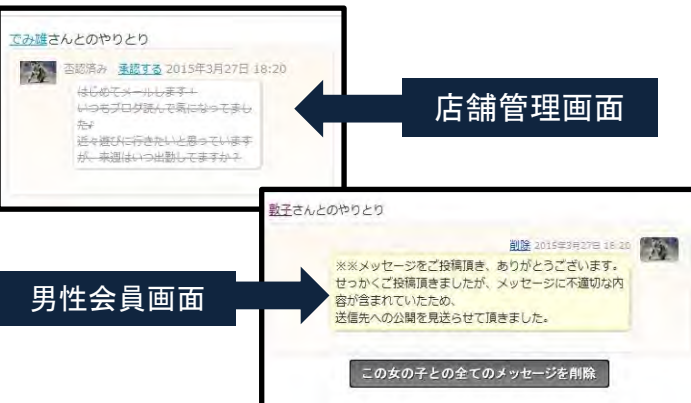 でみ雄さんとのやりとり
否認済み 承認する 2015年3月27日 18:20
はじめてメールします！
いつもブログ読んで気になってまし
た♪
近々遊びに行きたいと思っています
が、来週はいつ出勤してますか？
店舗管理画面
敦子さんとのやりとり
削除 2015年3月27日 18:20
※※メッセージをご投稿頂き、ありがとうございます。
せっかくご投稿頂きましたが、メッセージに不適切な内
容が含まれていたため、
送信先への公開を見送らせて頂きました。
男性会員画面
この女の子との全てのメッセージを削除